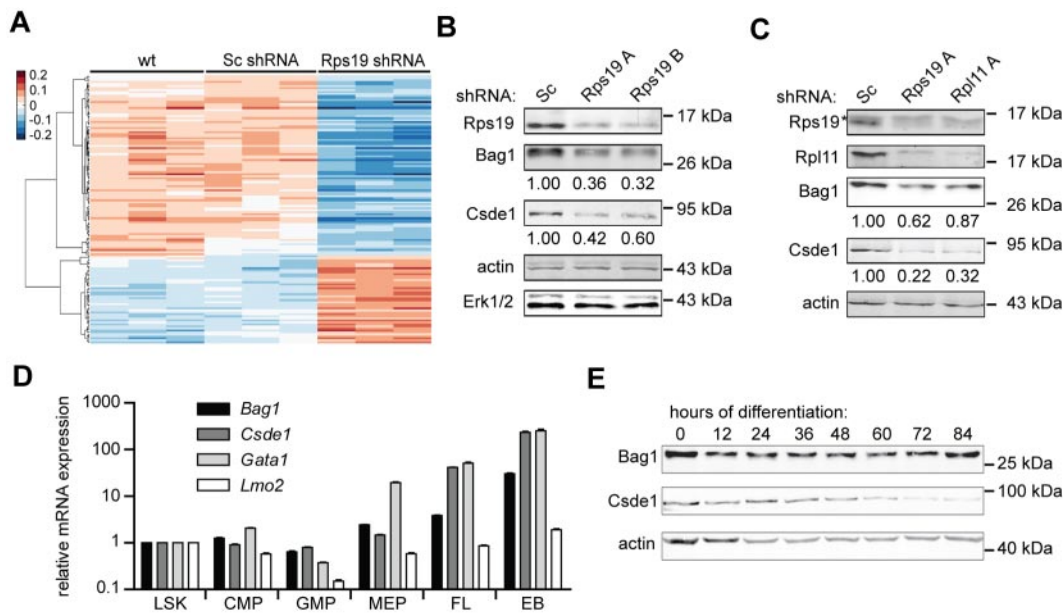 A
wt Sc shRNA Rps19 shRNA
0.2
0.1
0
-0.1
-0.2
B
shRNA: Sc Rps19 A Rps19 B
Rps19 17 kDa
Bag1 26 kDa
1.00 0.36 0.32
Csde1 95 kDa
1.00 0.42 0.60
actin 43 kDa
Erk1/2 43 kDa
C
shRNA: Sc Rps19 A Rpl11 A
Rps19* 17 kDa
Rpl11 17 kDa
Bag1 26 kDa
1.00 0.62 0.87
Csde1 95 kDa
1.00 0.22 0.32
actin 43 kDa
D
relative mRNA expression
1000
100
10
1
0.1
Bag1
Csde1
Gata1
Lmo2
LSK CMP GMP MEP FL EB
E
hours of differentiation:
0 12 24 36 48 60 72 84
Bag1 25 kDa
Csde1 100 kDa
actin 40 kDa